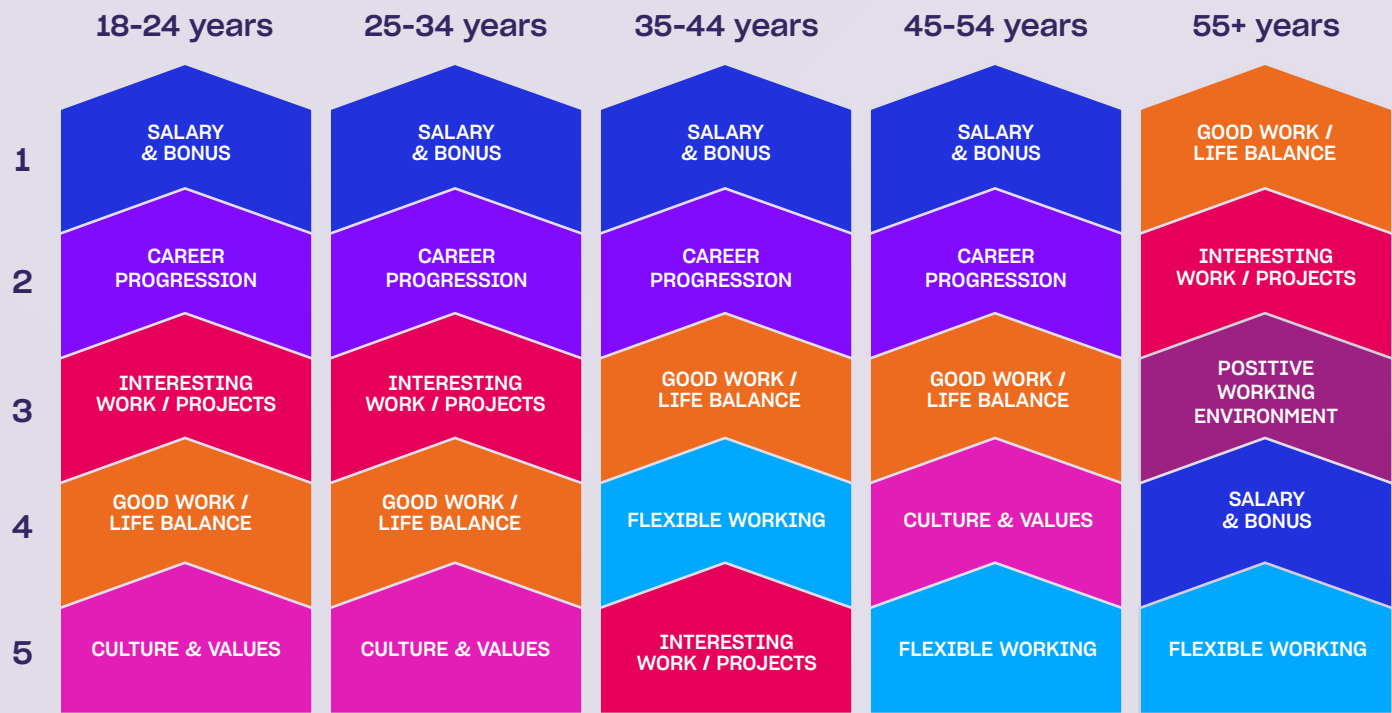 18-24 years
25-34 years
35-44 years
45-54 years
55+ years
1
SALARY
& BONUS
SALARY
& BONUS
SALARY
& BONUS
SALARY
& BONUS
GOOD WORK /
LIFE BALANCE
2
CAREER
PROGRESSION
CAREER
PROGRESSION
CAREER
PROGRESSION
CAREER
PROGRESSION
INTERESTING
WORK / PROJECTS
3
INTERESTING
WORK / PROJECTS
INTERESTING
WORK / PROJECTS
GOOD WORK /
LIFE BALANCE
GOOD WORK /
LIFE BALANCE
POSITIVE
WORKING
ENVIRONMENT
4
GOOD WORK /
LIFE BALANCE
GOOD WORK /
LIFE BALANCE
FLEXIBLE WORKING
CULTURE & VALUES
SALARY
& BONUS
5
CULTURE & VALUES
CULTURE & VALUES
INTERESTING
WORK / PROJECTS
FLEXIBLE WORKING
FLEXIBLE WORKING